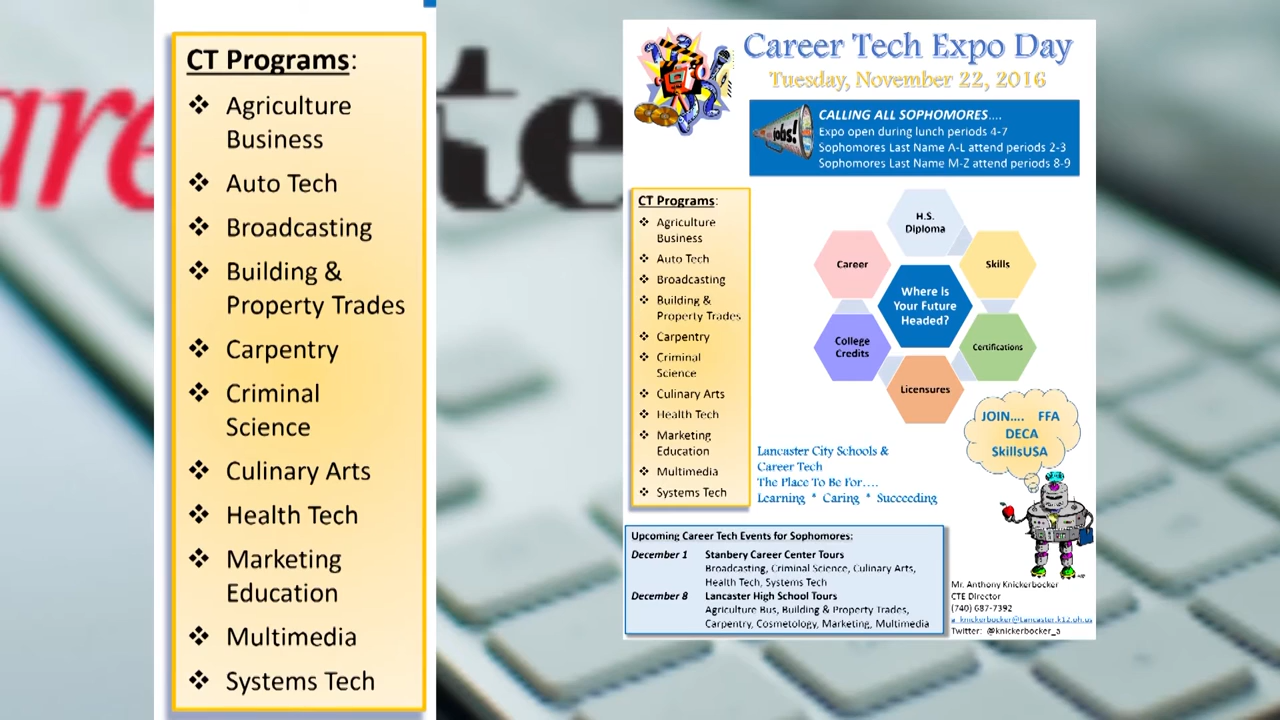 CT Programs:
❖ Agriculture
Business
❖ Auto Tech
❖ Broadcasting
❖ Building &
Property Trades
❖ Carpentry
❖ Criminal
Science
❖ Culinary Arts
❖ Health Tech
❖ Marketing
Education
❖ Multimedia
❖ Systems Tech
Career Tech Expo Day
Tuesday, November 22, 2016
jobs!
CALLING ALL SOPHOMORES....
Expo open during lunch periods 4-7
Sophomores Last Name A-L attend periods 2-3
Sophomores Last Name M-Z attend periods 8-9
CT Programs:
❖ Agriculture
Business
❖ Auto Tech
❖ Broadcasting
❖ Building &
Property Trades
❖ Carpentry
❖ Criminal
Science
❖ Culinary Arts
❖ Health Tech
❖ Marketing
Education
❖ Multimedia
❖ Systems Tech
H.S.
Diploma
Career
Skills
Where is
Your Future
Headed?
College
Credits
Certifications
Licensures
JOIN.... FFA
DECA
SkillsUSA
Lancaster City Schools &
Career Tech
The Place To Be For....
Learning * Caring * Succeeding
Upcoming Career Tech Events for Sophomores:
December 1 Stanbery Career Center Tours
Broadcasting, Criminal Science, Culinary Arts,
Health Tech, Systems Tech
December 8 Lancaster High School Tours
Agriculture Bus, Building & Property Trades,
Carpentry, Cosmetology, Marketing, Multimedia
Mr. Anthony Knickerbocker
CTE Director
(740) 687-7392
a_knickerbocker@lancaster.k12.oh.us
Twitter: @knickerbocker_a